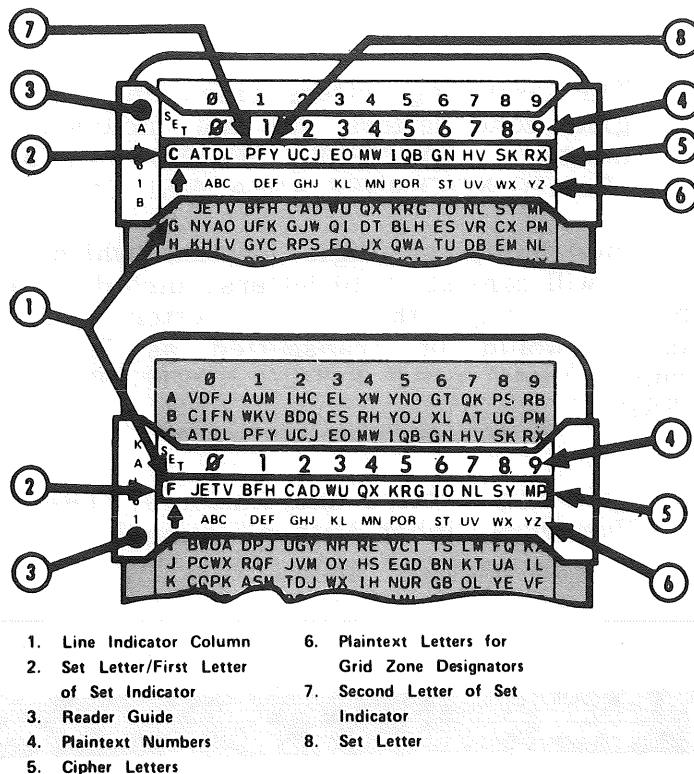 7
8
3
Ø 1 2 3 4 5 6 7 8 9
4
SET Ø 1 2 3 4 5 6 7 8 9
2
C ATDL PFY UCJ EO MW IQB GN HV SK RX
5
ABC DEF GHJ KL MN POR ST UV WX YZ
6
A
1
B
JETV BFH CAD WU QX KRG IO NL SY MP
G NYAO UFK GJW QI DT BLH ES VR CX PM
H KHIV GYC RPS FO JX QWA TU DB EM NL
1
Ø 1 2 3 4 5 6 7 8 9
A VDFJ AUM IHC EL XW YNO GT QK PS RB
B CIFN WKV BDQ ES RH YOJ XL AT UG PM
C ATDL PFY UCJ EO MW IQB GN HV SK RX
4
K
A
1
SET Ø 1 2 3 4 5 6 7 8 9
2
F JETV BFH CAD WU QX KRG IO NL SY MP
5
ABC DEF GHJ KL MN POR ST UV WX YZ
6
3
I BWOA DPJ UGY NH RE VCT TS LM FQ KX
J PCWX RQF JVM OY HS EGD BN KT UA IL
K CQPK ASM TDJ WX IH NUR GB OL YE VF
1. Line Indicator Column
2. Set Letter/First Letter
of Set Indicator
3. Reader Guide
4. Plaintext Numbers
5. Cipher Letters
6. Plaintext Letters for
Grid Zone Designators
7. Second Letter of Set
Indicator
8. Set Letter